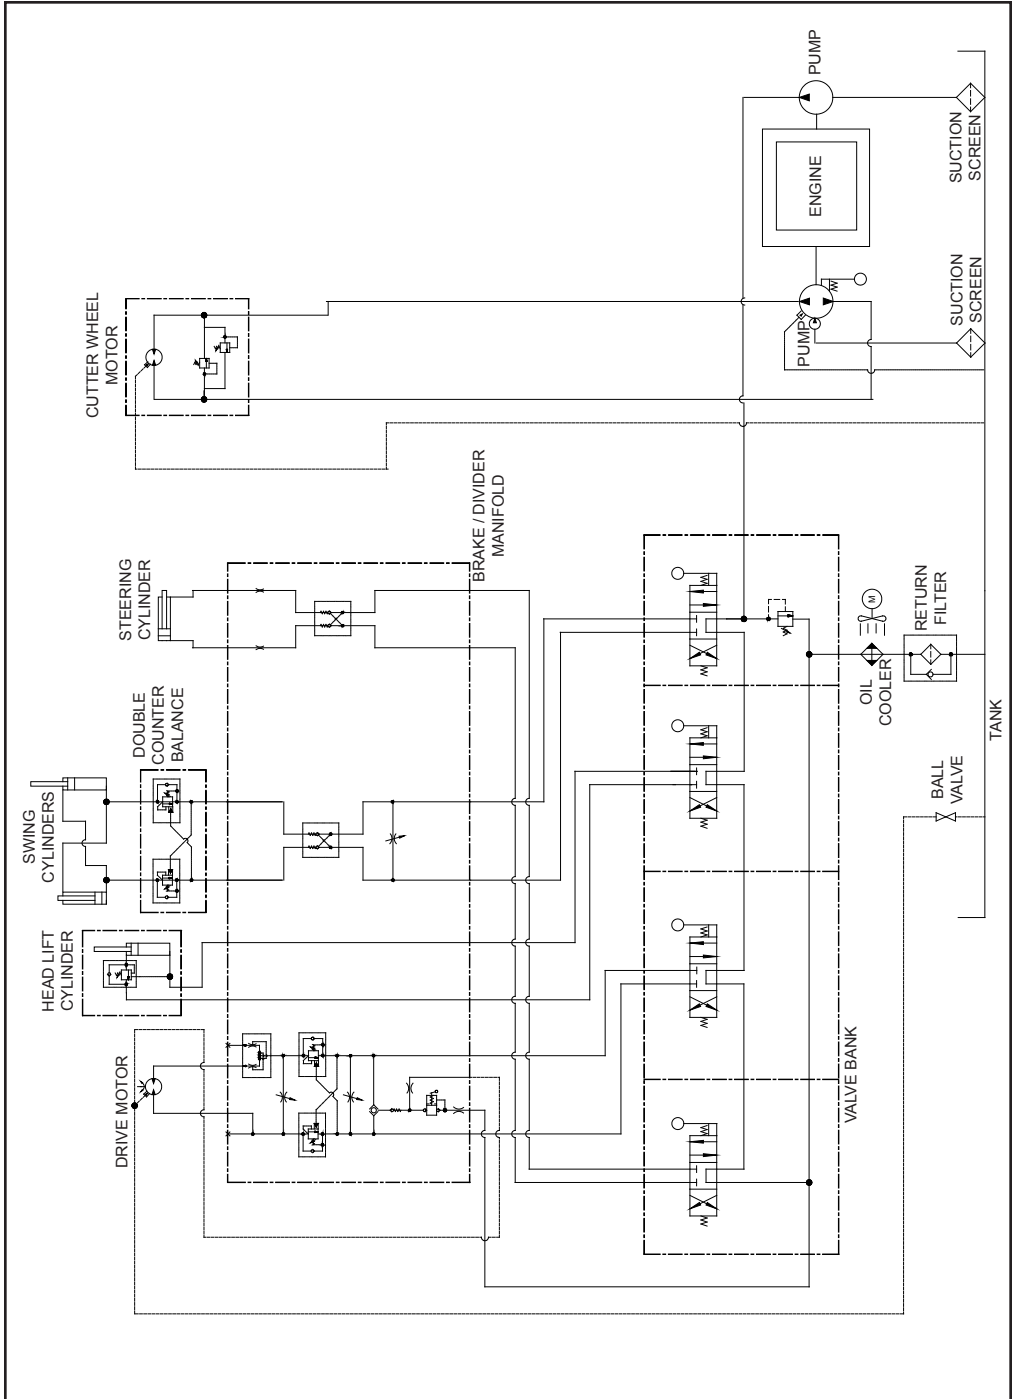 DRIVE MOTOR
HEAD LIFT
CYLINDER
SWING
CYLINDERS
DOUBLE
COUNTER
BALANCE
STEERING
CYLINDER
CUTTER WHEEL
MOTOR
BRAKE / DIVIDER
MANIFOLD
VALVE BANK
PUMP
ENGINE
PUMP
OIL
COOLER
M
RETURN
FILTER
BALL
VALVE
TANK
SUCTION
SCREEN
SUCTION
SCREEN